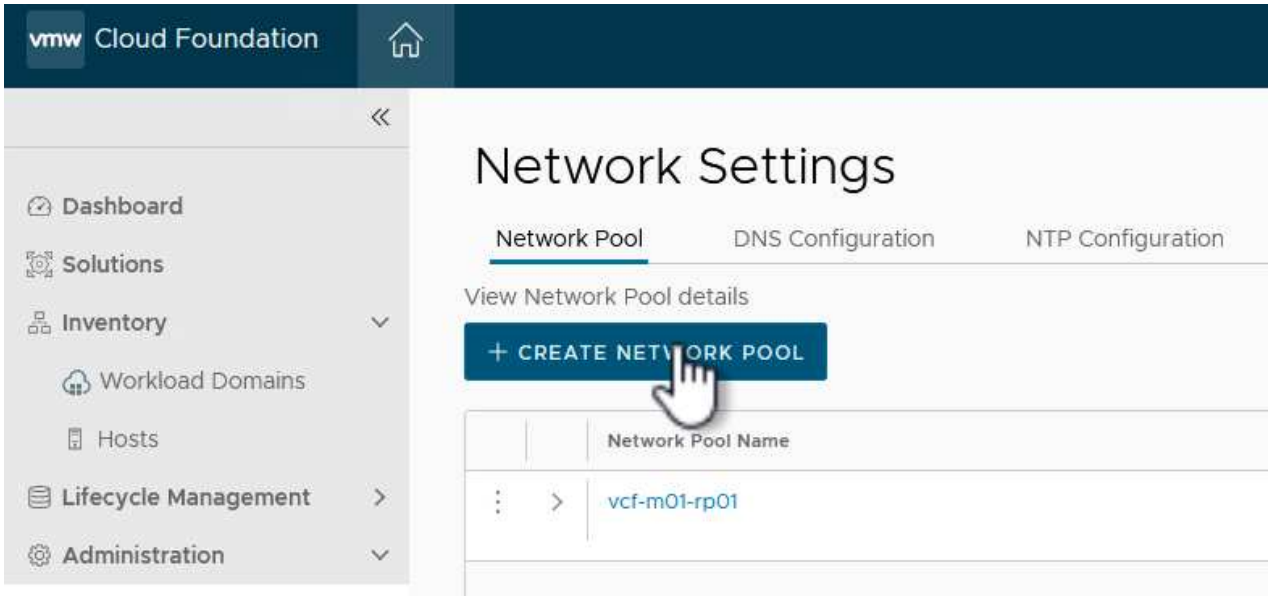 vmw Cloud Foundation
Dashboard
Solutions
Inventory
Workload Domains
Hosts
Lifecycle Management
Administration
Network Settings
Network Pool DNS Configuration NTP Configuration
View Network Pool details
+ CREATE NETWORK POOL
Network Pool Name
vcf-m01-rp01